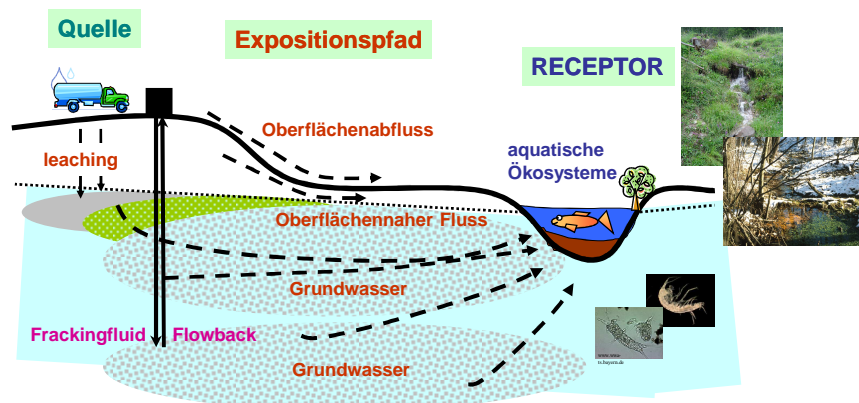 Quelle
Expositionspfad
RECEPTOR
Oberflächenabfluss
leaching
aquatische
Ökosysteme
Oberflächennaher Fluss
Grundwasser
Frackingfluid
Flowback
Grundwasser